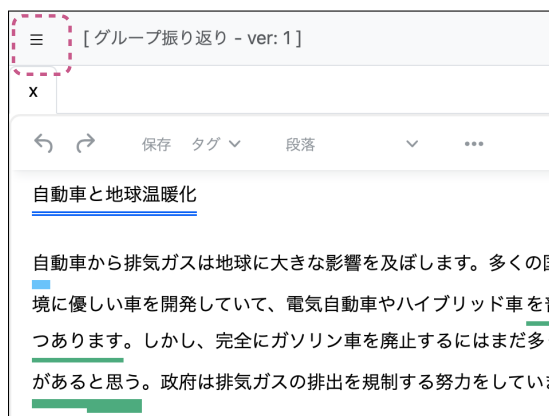 [ グループ振り返り - ver: 1 ]
x
保存 タグ 段落
自動車と地球温暖化
自動車から排気ガスは地球に大きな影響を及ぼします。多くの
境に優しい車を開発していて、電気自動車やハイブリッド車を
つあります。しかし、完全にガソリン車を廃止するにはまだ多
があると思う。政府は排気ガスの排出を規制する努力をしてい